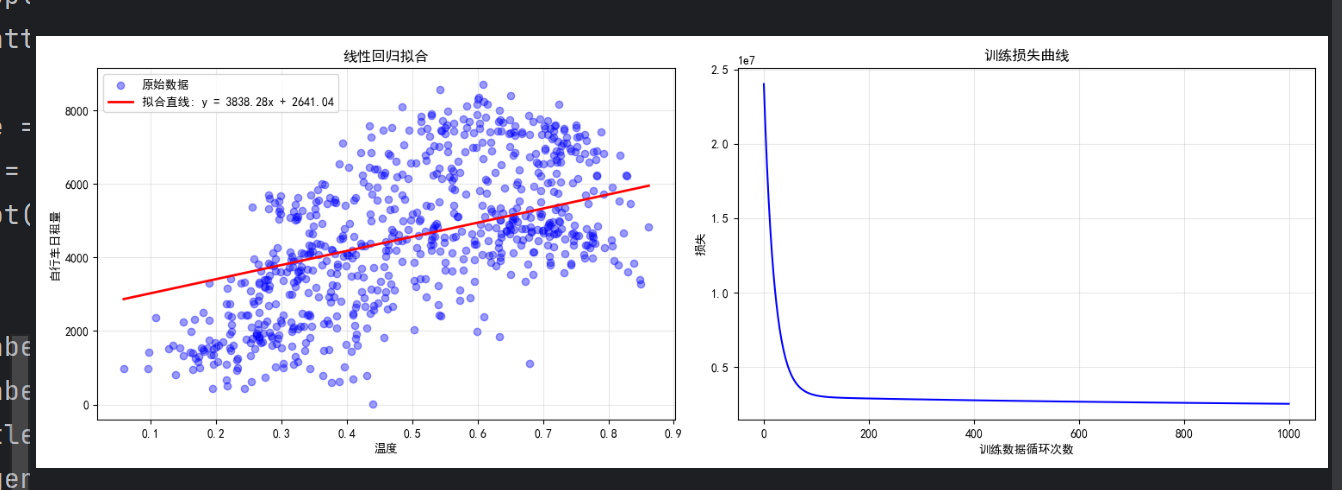 线性回归拟合
原始数据
拟合直线: y = 3838.28x + 2641.04
自行车日租量
8000
6000
4000
2000
0
0.1 0.2 0.3 0.4 0.5 0.6 0.7 0.8 0.9
温度
训练损失曲线
1e7
损失
2.5
2.0
1.5
1.0
0.5
0 200 400 600 800 1000
训练数据循环次数